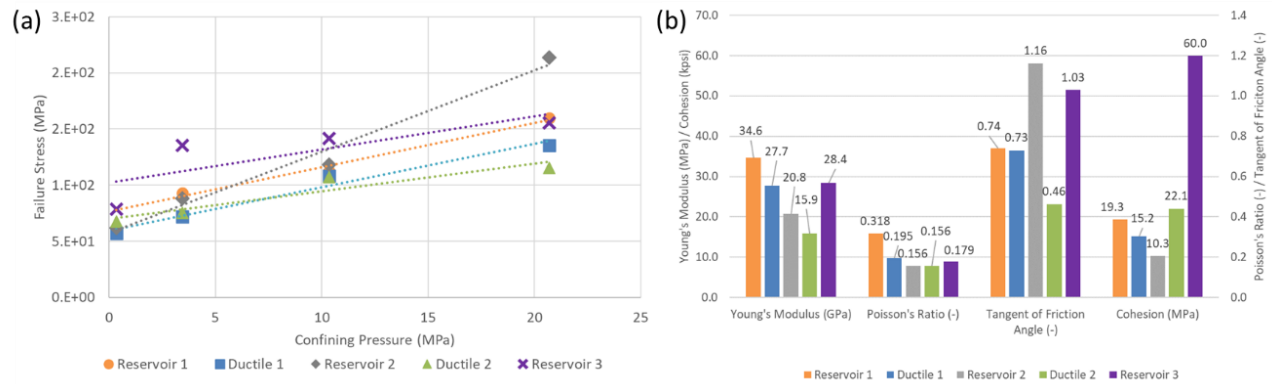 (a)
3.E+02
2.E+02
2.E+02
1.E+02
5.E+01
0.E+00
Failure Stress (MPa)
0 5 10 15 20 25
Confining Pressure (MPa)
Reservoir 1 Ductile 1 Reservoir 2 Ductile 2 Reservoir 3
(b)
70.0
60.0
50.0
40.0
30.0
20.0
10.0
0.0
Young's Modulus (MPa) / Cohesion (kpsi)
34.6
27.7
20.8
15.9
28.4
0.318
0.195
0.156
0.156
0.179
0.74
0.73
1.16
0.46
1.03
19.3
15.2
10.3
22.1
60.0
1.4
1.2
1.0
0.8
0.6
0.4
0.2
0.0
Poisson's Ratio (-) / Tangent of Friciton Angle (-)
Young's Modulus (GPa) Poisson's Ratio (-) Tangent of Friction Cohesion (MPa)
Angle (-)
Reservoir 1 Ductile 1 Reservoir 2 Ductile 2 Reservoir 3